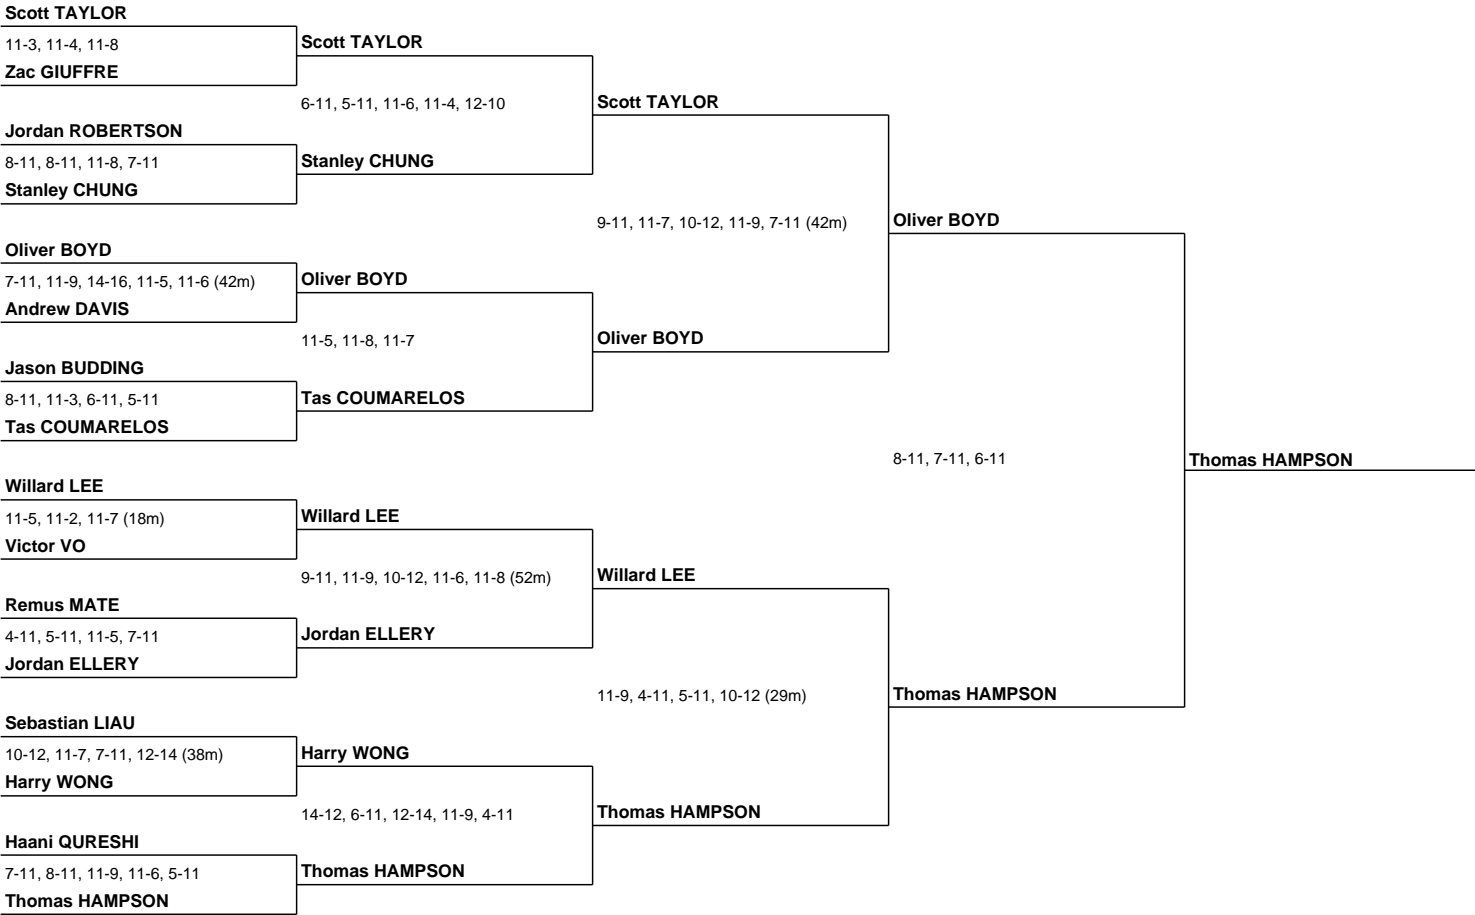 Scott TAYLOR
11-3, 11-4, 11-8
Zac GIUFFRE
Jordan ROBERTSON
8-11, 8-11, 11-8, 7-11
Stanley CHUNG
Oliver BOYD
7-11, 11-9, 14-16, 11-5, 11-6 (42m)
Andrew DAVIS
Jason BUDDING
8-11, 11-3, 6-11, 5-11
Tas COUMARELOS
Willard LEE
11-5, 11-2, 11-7 (18m)
Victor VO
Remus MATE
4-11, 5-11, 11-5, 7-11
Jordan ELLERY
Sebastian LIAU
10-12, 11-7, 7-11, 12-14 (38m)
Harry WONG
Haani QURESHI
7-11, 8-11, 11-9, 11-6, 5-11
Thomas HAMPSON
Scott TAYLOR
6-11, 5-11, 11-6, 11-4, 12-10
Stanley CHUNG
Oliver BOYD
11-5, 11-8, 11-7
Tas COUMARELOS
Willard LEE
9-11, 11-9, 10-12, 11-6, 11-8 (52m)
Jordan ELLERY
Harry WONG
14-12, 6-11, 12-14, 11-9, 4-11
Thomas HAMPSON
Scott TAYLOR
9-11, 11-7, 10-12, 11-9, 7-11 (42m)
Oliver BOYD
Willard LEE
11-9, 4-11, 5-11, 10-12 (29m)
Thomas HAMPSON
Oliver BOYD
8-11, 7-11, 6-11
Thomas HAMPSON
Thomas HAMPSON